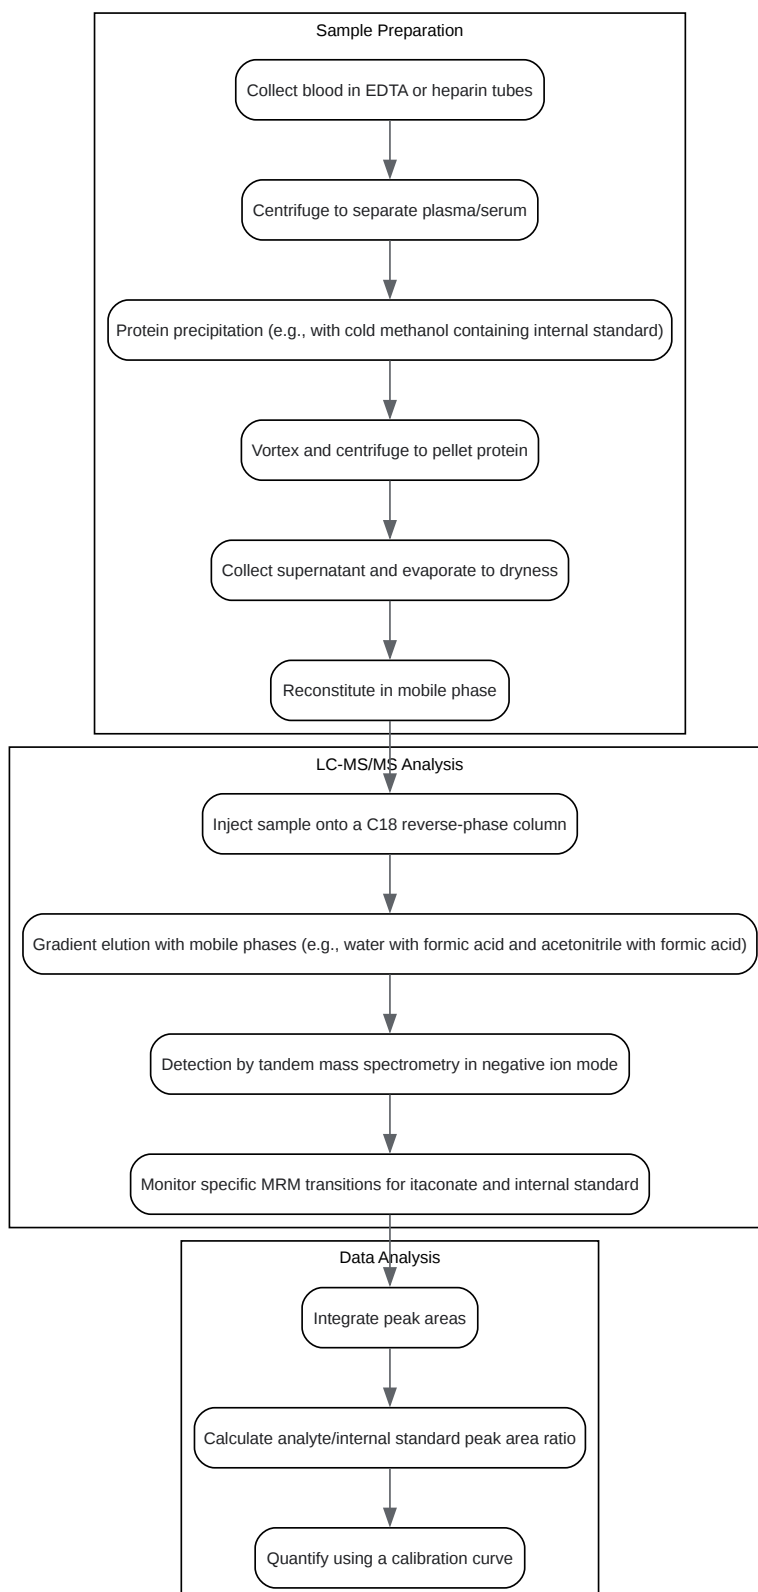 Sample Preparation
Collect blood in EDTA or heparin tubes
Centrifuge to separate plasma/serum
Protein precipitation (e.g., with cold methanol containing internal standard)
Vortex and centrifuge to pellet protein
Collect supernatant and evaporate to dryness
Reconstitute in mobile phase
LC-MS/MS Analysis
Inject sample onto a C18 reverse-phase column
Gradient elution with mobile phases (e.g., water with formic acid and acetonitrile with formic acid)
Detection by tandem mass spectrometry in negative ion mode
Monitor specific MRM transitions for itaconate and internal standard
Data Analysis
Integrate peak areas
Calculate analyte/internal standard peak area ratio
Quantify using a calibration curve